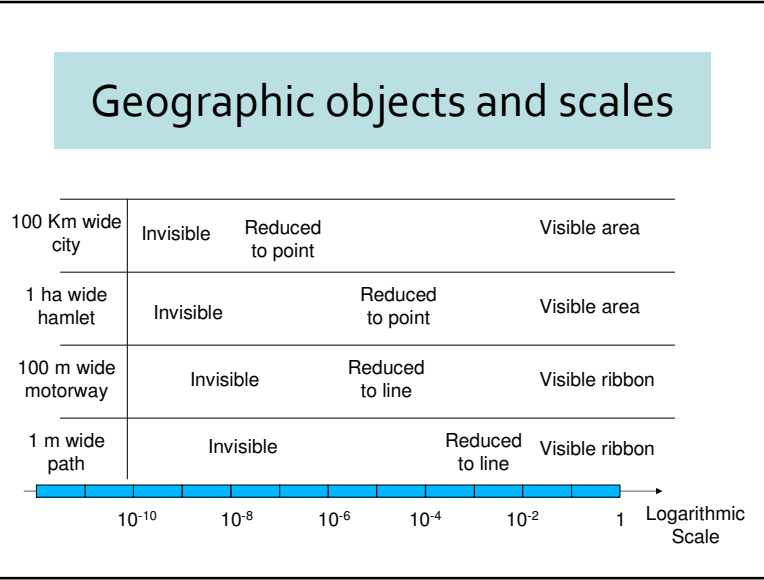 Geographic objects and scales
100 Km wide
city
Invisible
Reduced
to point
Visible area
1 ha wide
hamlet
Invisible
Reduced
to point
Visible area
100 m wide
motorway
Invisible
Reduced
to line
Visible ribbon
1 m wide
path
Invisible
Reduced
to line
Visible ribbon
10⁻¹⁰ 10⁻⁸ 10⁻⁶ 10⁻⁴ 10⁻² 1
Logarithmic
Scale